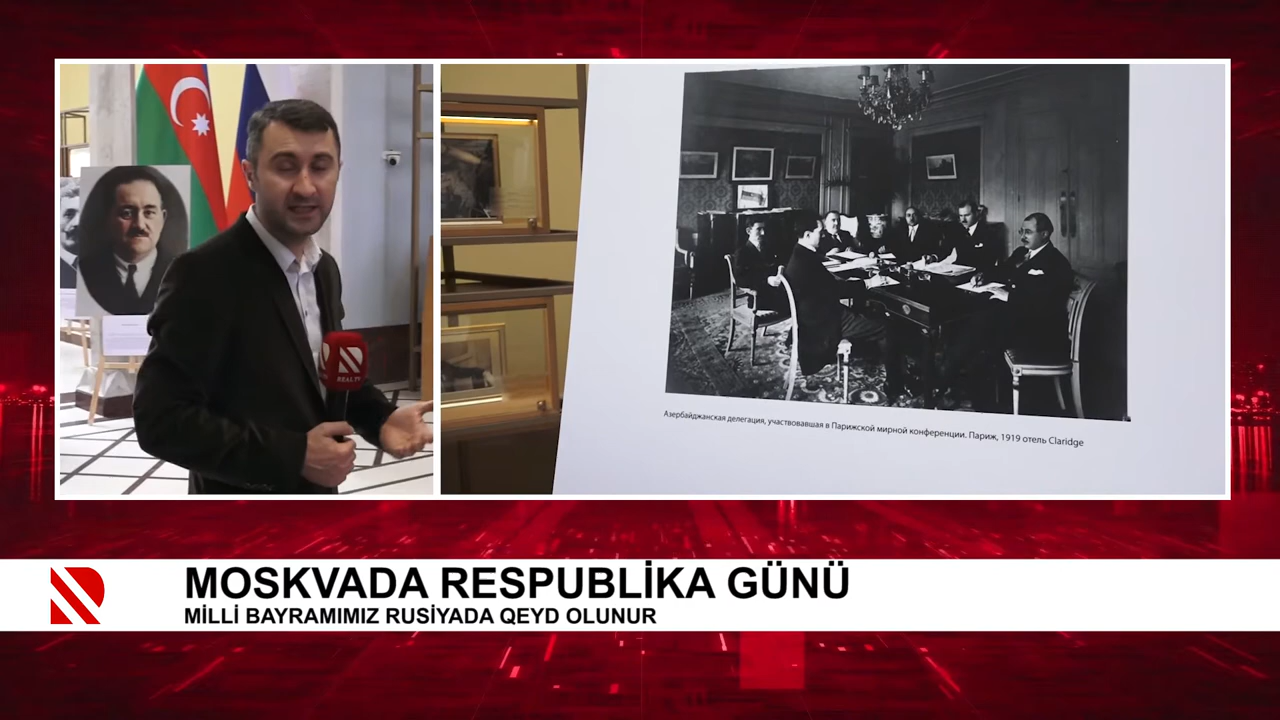 REAL TV
Азербайджанская делегация, участвовавшая в Парижской мирной конференции. Париж, 1919 отель Claridge
MOSKVADA RESPUBLİKA GÜNÜ
MİLLİ BAYRAMIMIZ RUSİYADA QEYD OLUNUR